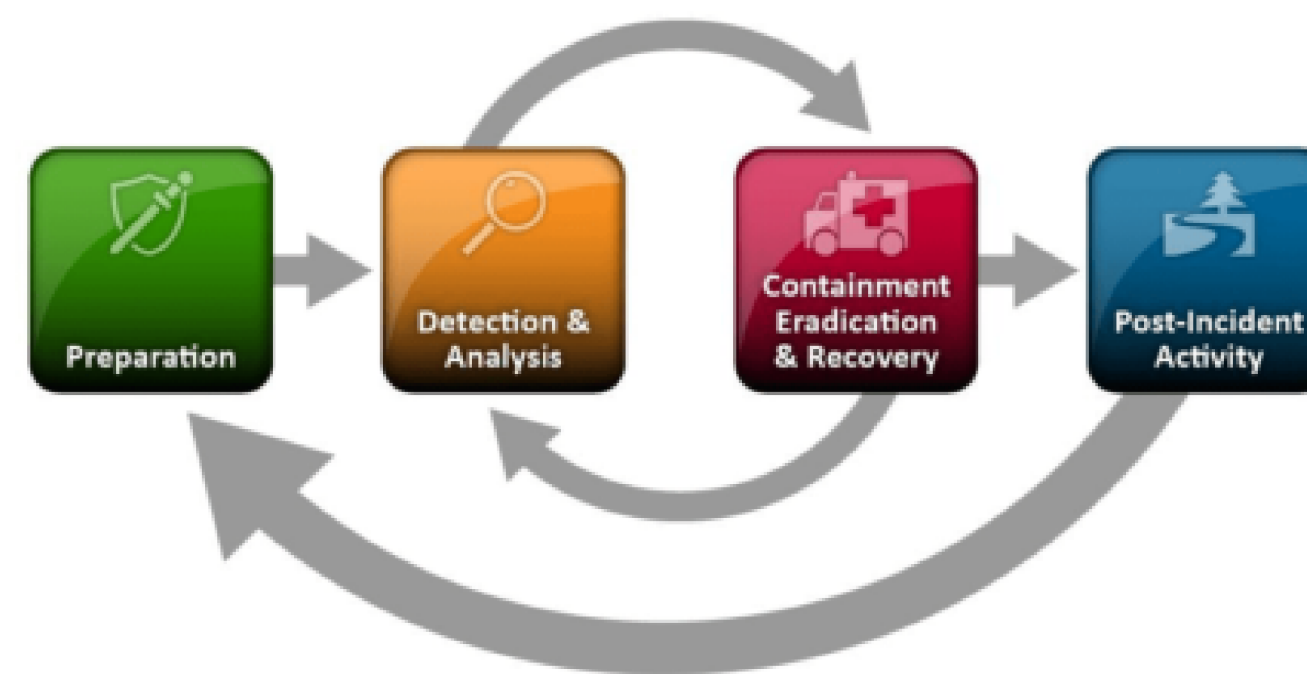 Preparation
Detection &
Analysis
Containment
Eradication
& Recovery
Post-Incident
Activity